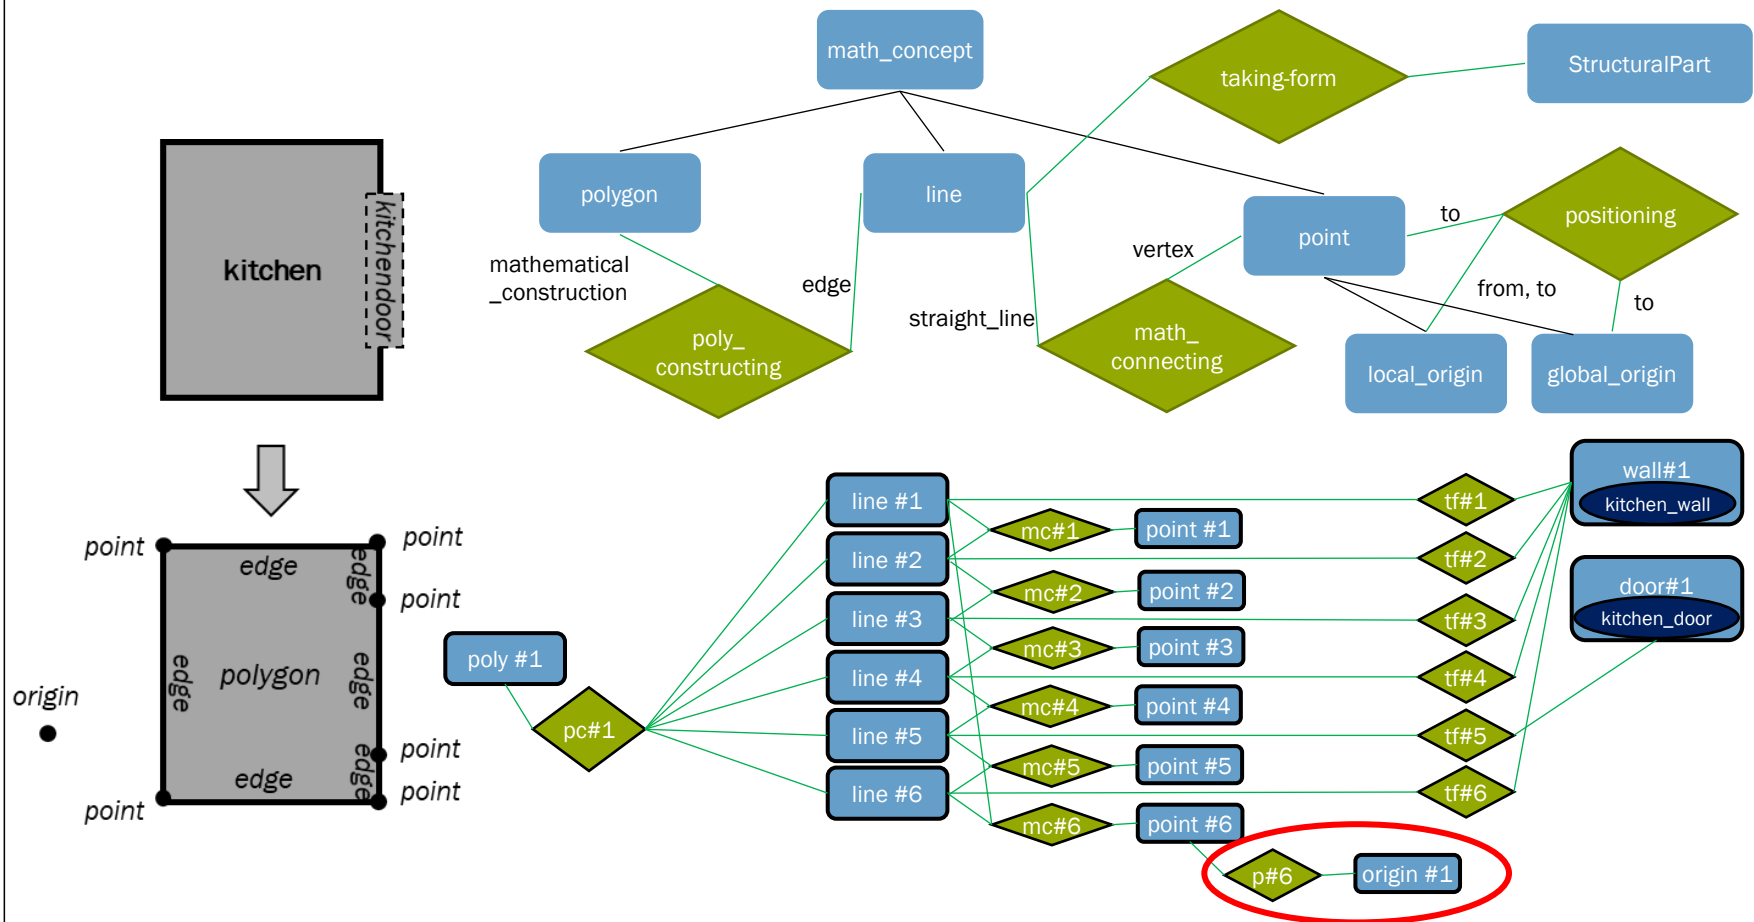 math_concept
taking-form
StructuralPart
polygon
line
point
to
positioning
mathematical
_construction
edge
vertex
straight_line
from, to
to
poly_
constructing
math_
connecting
local_origin
global_origin
kitchen
kitchendoor
point
point
edge
edge
point
edge
polygon
edge
origin
point
edge
edge
point
point
poly #1
pc#1
line #1
line #2
line #3
line #4
line #5
line #6
mc#1
mc#2
mc#3
mc#4
mc#5
mc#6
point #1
point #2
point #3
point #4
point #5
point #6
p#6
origin #1
tf#1
tf#2
tf#3
tf#4
tf#5
tf#6
wall#1
kitchen_wall
door#1
kitchen_door